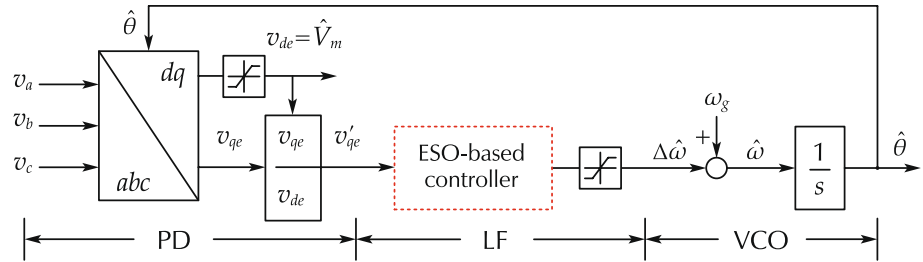 θ̂
v_de = V̂_m
dq
v_a
v_b
v_c
abc
v_qe
v_qe
v_de
v′_qe
ESO-based
controller
Δω̂
ω_g
+
ω̂
1
s
θ̂
PD
LF
VCO